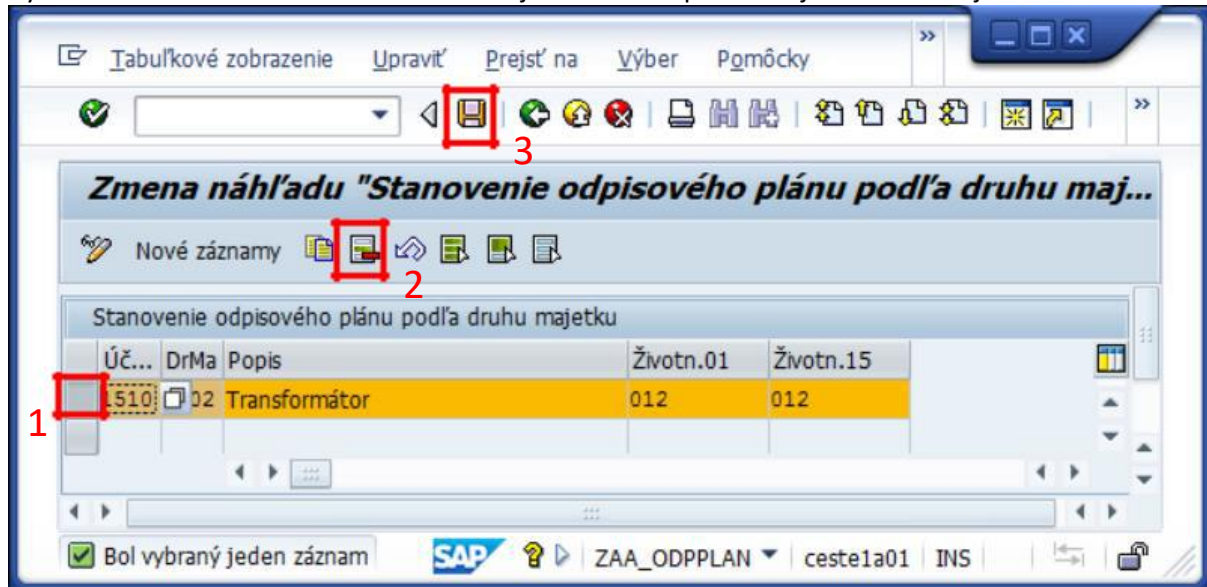 Tabuľkové zobrazenie Upraviť Prejsť na Výber Pomôcky »
»
3
Zmena náhľadu "Stanovenie odpisového plánu podľa druhu maj...
Nové záznamy
2
Stanovenie odpisového plánu podľa druhu majetku
Úč... DrMa Popis Životn.01 Životn.15
1510 02 Transformátor 012 012
1
Bol vybraný jeden záznam SAP ZAA_ODPPLAN ceste1a01 INS